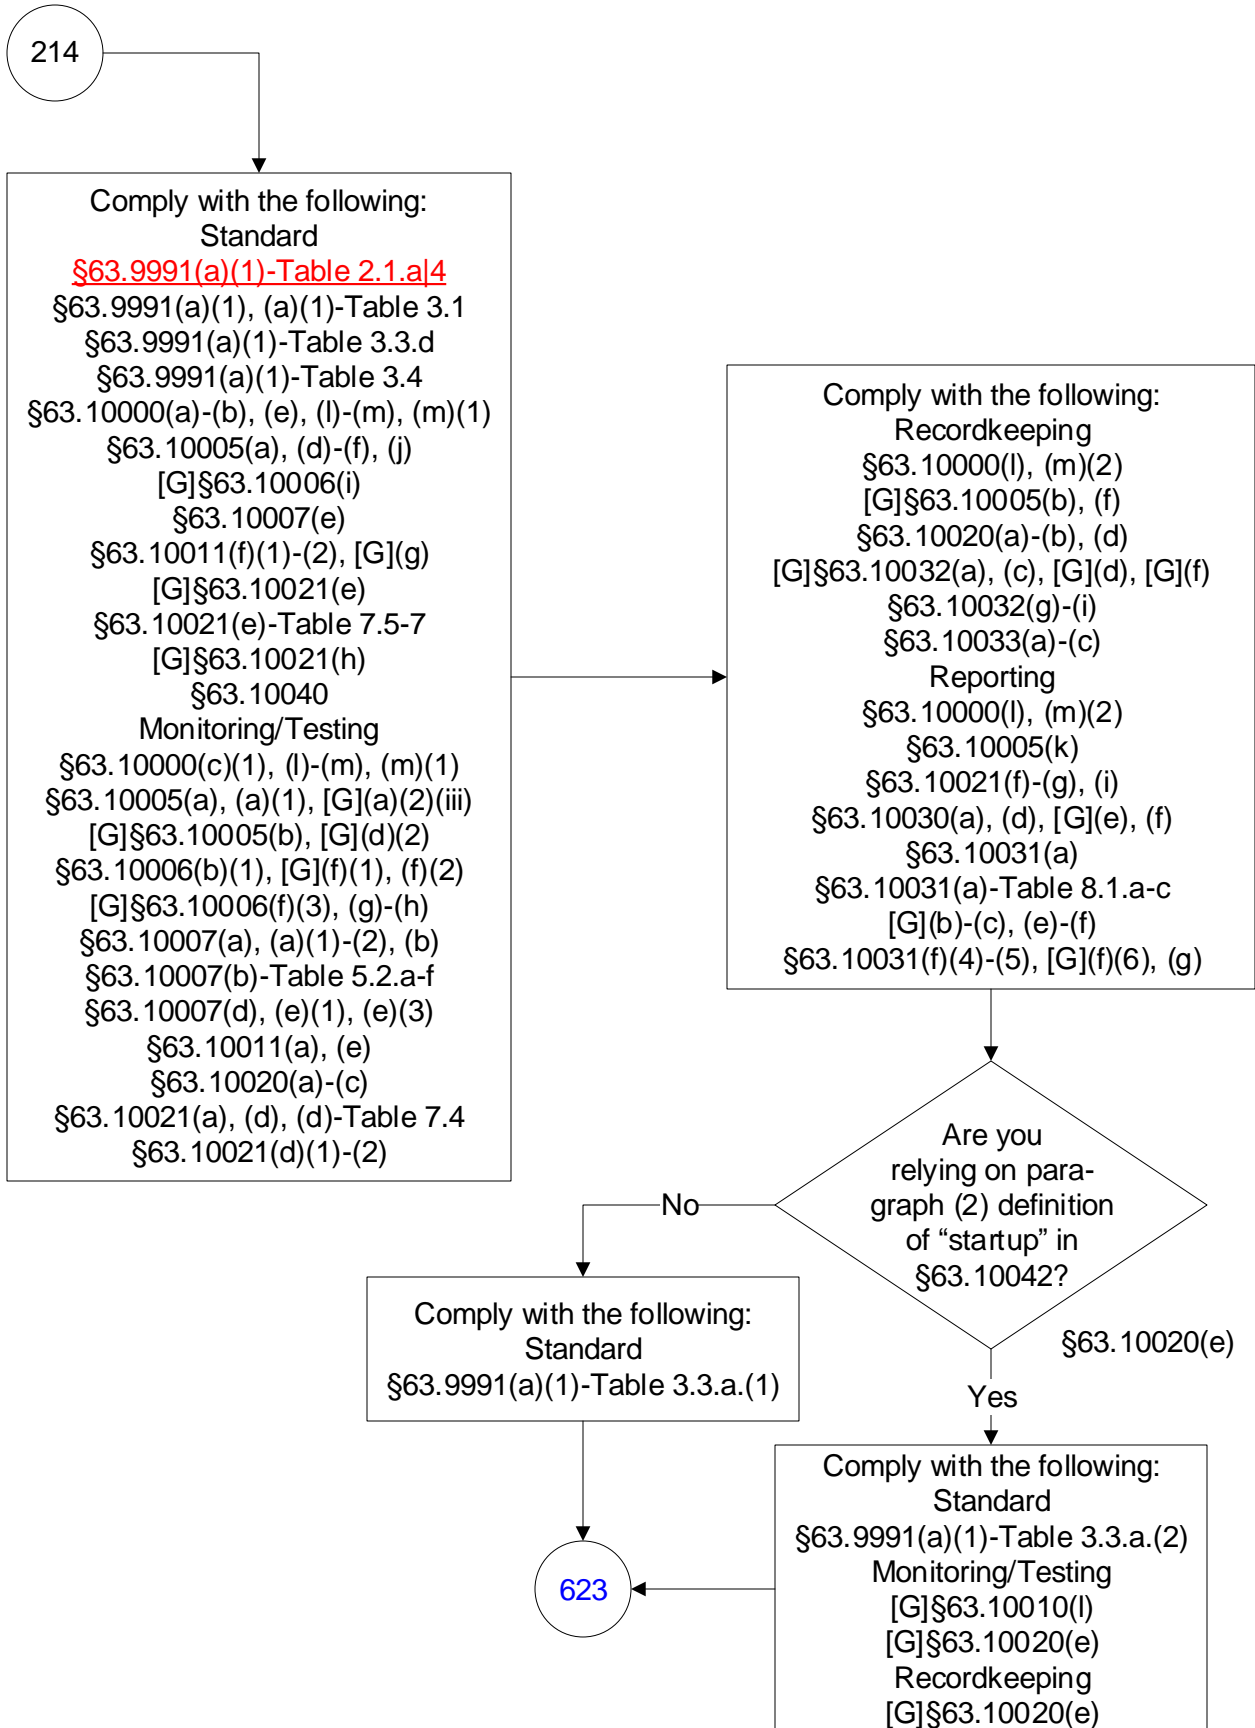 214
Comply with the following:
Standard
§63.9991(a)(1)-Table 2.1.a|4
§63.9991(a)(1), (a)(1)-Table 3.1
§63.9991(a)(1)-Table 3.3.d
§63.9991(a)(1)-Table 3.4
§63.10000(a)-(b), (e), (l)-(m), (m)(1)
§63.10005(a), (d)-(f), (j)
[G]§63.10006(i)
§63.10007(e)
§63.10011(f)(1)-(2), [G](g)
[G]§63.10021(e)
§63.10021(e)-Table 7.5-7
[G]§63.10021(h)
§63.10040
Monitoring/Testing
§63.10000(c)(1), (l)-(m), (m)(1)
§63.10005(a), (a)(1), [G](a)(2)(iii)
[G]§63.10005(b), [G](d)(2)
§63.10006(b)(1), [G](f)(1), (f)(2)
[G]§63.10006(f)(3), (g)-(h)
§63.10007(a), (a)(1)-(2), (b)
§63.10007(b)-Table 5.2.a-f
§63.10007(d), (e)(1), (e)(3)
§63.10011(a), (e)
§63.10020(a)-(c)
§63.10021(a), (d), (d)-Table 7.4
§63.10021(d)(1)-(2)
Comply with the following:
Recordkeeping
§63.10000(l), (m)(2)
[G]§63.10005(b), (f)
§63.10020(a)-(b), (d)
[G]§63.10032(a), (c), [G](d), [G](f)
§63.10032(g)-(i)
§63.10033(a)-(c)
Reporting
§63.10000(l), (m)(2)
§63.10005(k)
§63.10021(f)-(g), (i)
§63.10030(a), (d), [G](e), (f)
§63.10031(a)
§63.10031(a)-Table 8.1.a-c
[G](b)-(c), (e)-(f)
§63.10031(f)(4)-(5), [G](f)(6), (g)
Are you
relying on para-
graph (2) definition
of “startup” in
§63.10042?
§63.10020(e)
No
Yes
Comply with the following:
Standard
§63.9991(a)(1)-Table 3.3.a.(1)
Comply with the following:
Standard
§63.9991(a)(1)-Table 3.3.a.(2)
Monitoring/Testing
[G]§63.10010(l)
[G]§63.10020(e)
Recordkeeping
[G]§63.10020(e)
623